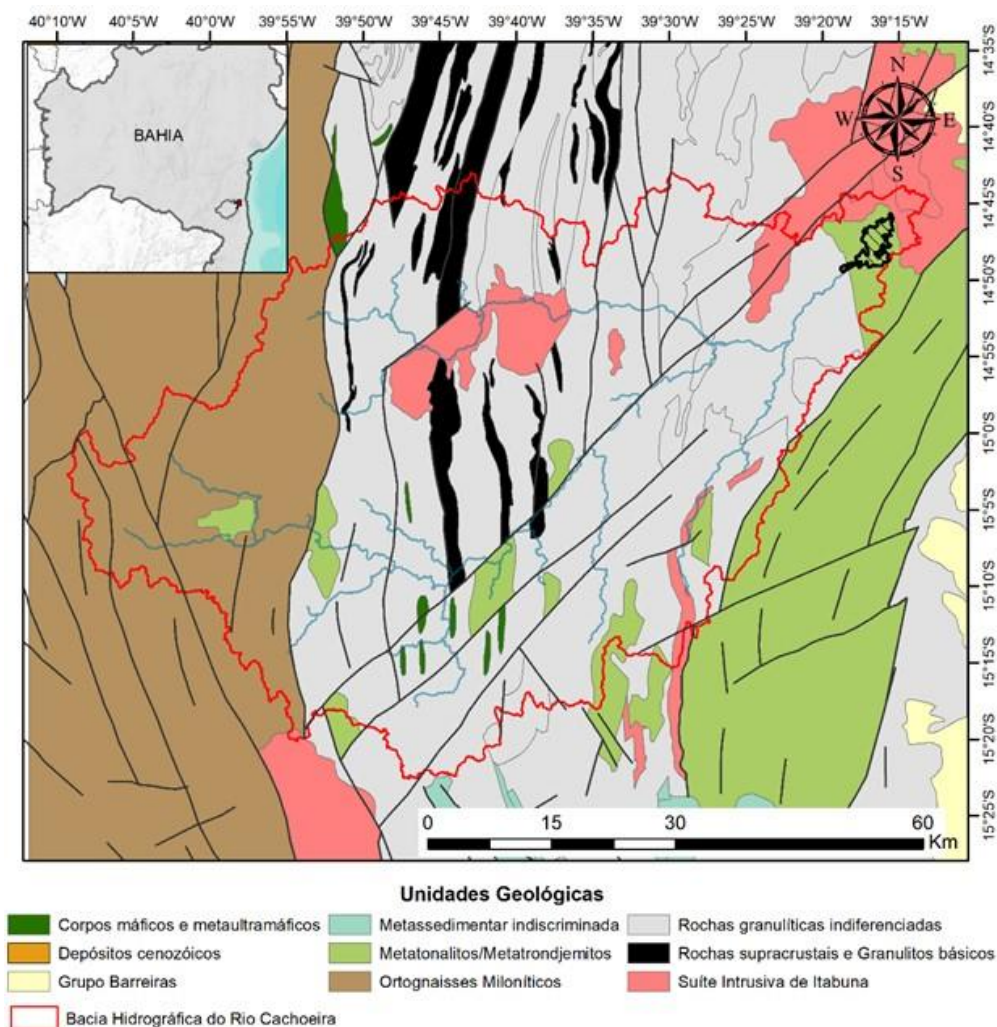 40°10'W 40°05'W 40°00'W 39°55'W 39°50'W 39°45'W 39°40'W 39°35'W 39°30'W 39°25'W 39°20'W 39°15'W
BAHIA
N
W E
S
14°35'S
14°40'S
14°45'S
14°50'S
14°55'S
15°0'S
15°5'S
15°10'S
15°15'S
15°20'S
15°25'S
0 15 30 60
Km
Unidades Geológicas
Corpos máficos e metaultramáficos
Metassedimentar indiscriminada
Rochas granulíticas indiferenciadas
Depósitos cenozóicos
Metatonalitos/Metatrondjemitos
Rochas supracrustais e Granulitos básicos
Grupo Barreiras
Ortognaisses Miloníticos
Suíte Intrusiva de Itabuna
Bacia Hidrográfica do Rio Cachoeira